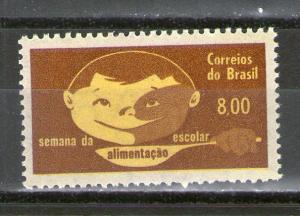 Correios
do Brasil
8,00
semana da
alimentação
escolar